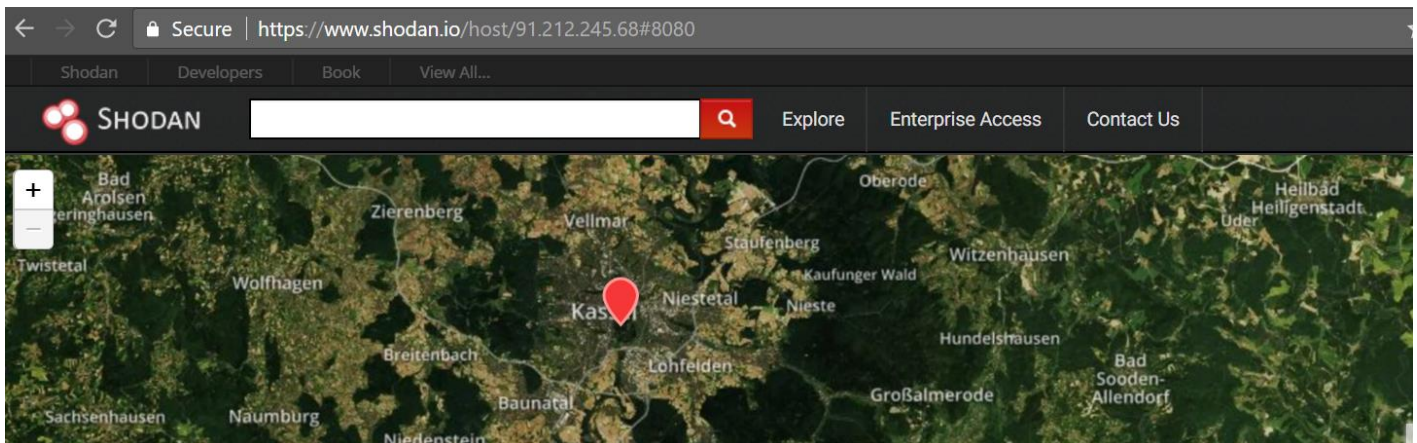 Secure https://www.shodan.io/host/91.212.245.68#8080
Shodan Developers Book View All...
SHODAN Explore Enterprise Access Contact Us
+
−
Bad
Arolsen
Oberode
Heilbad
Heiligenstadt
Zierenberg
Vellmar
Uder
Staufenberg
Witzenhausen
Twistetal
Kaufunger Wald
Wolfhagen
Niestetal
Nieste
Hundelshausen
Breitenbach
Lohfelden
Bad
Sooden-
Allendorf
Großalmerode
Baunatal
Sachsenhausen
Naumburg
Niedenstein